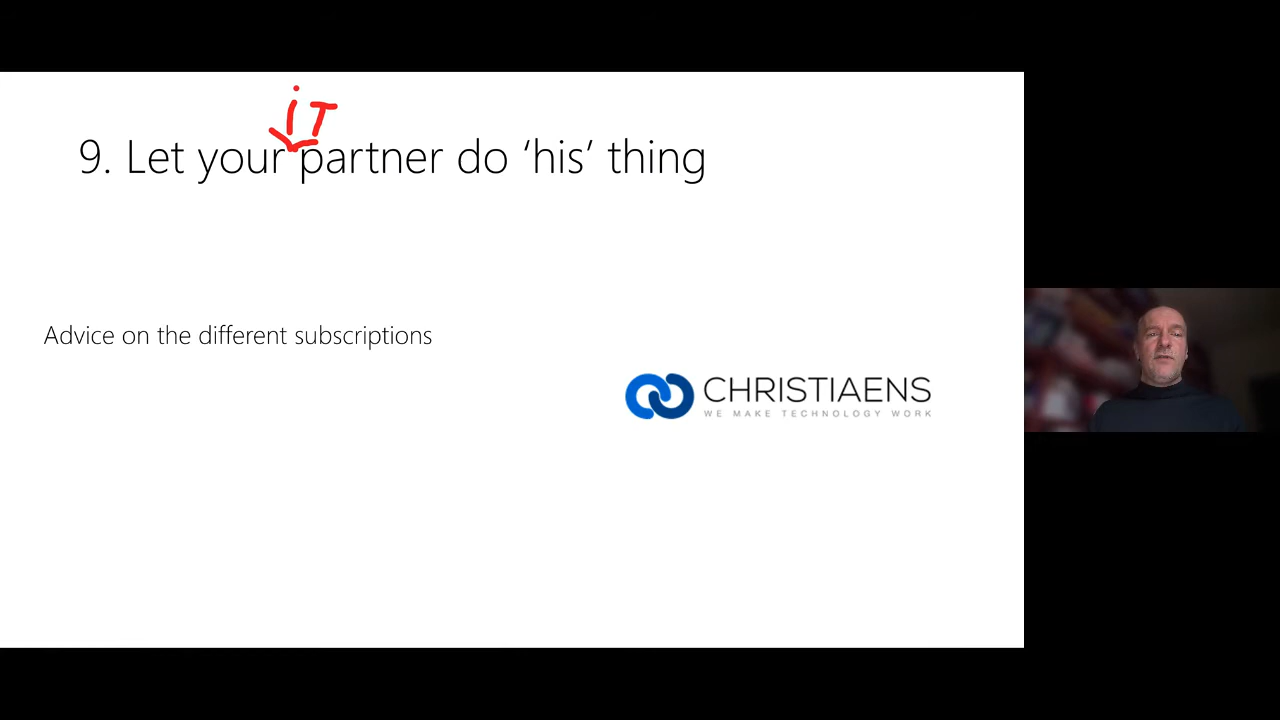 iT
9. Let your partner do ‘his’ thing
Advice on the different subscriptions
CHRISTIAENS
WE MAKE TECHNOLOGY WORK